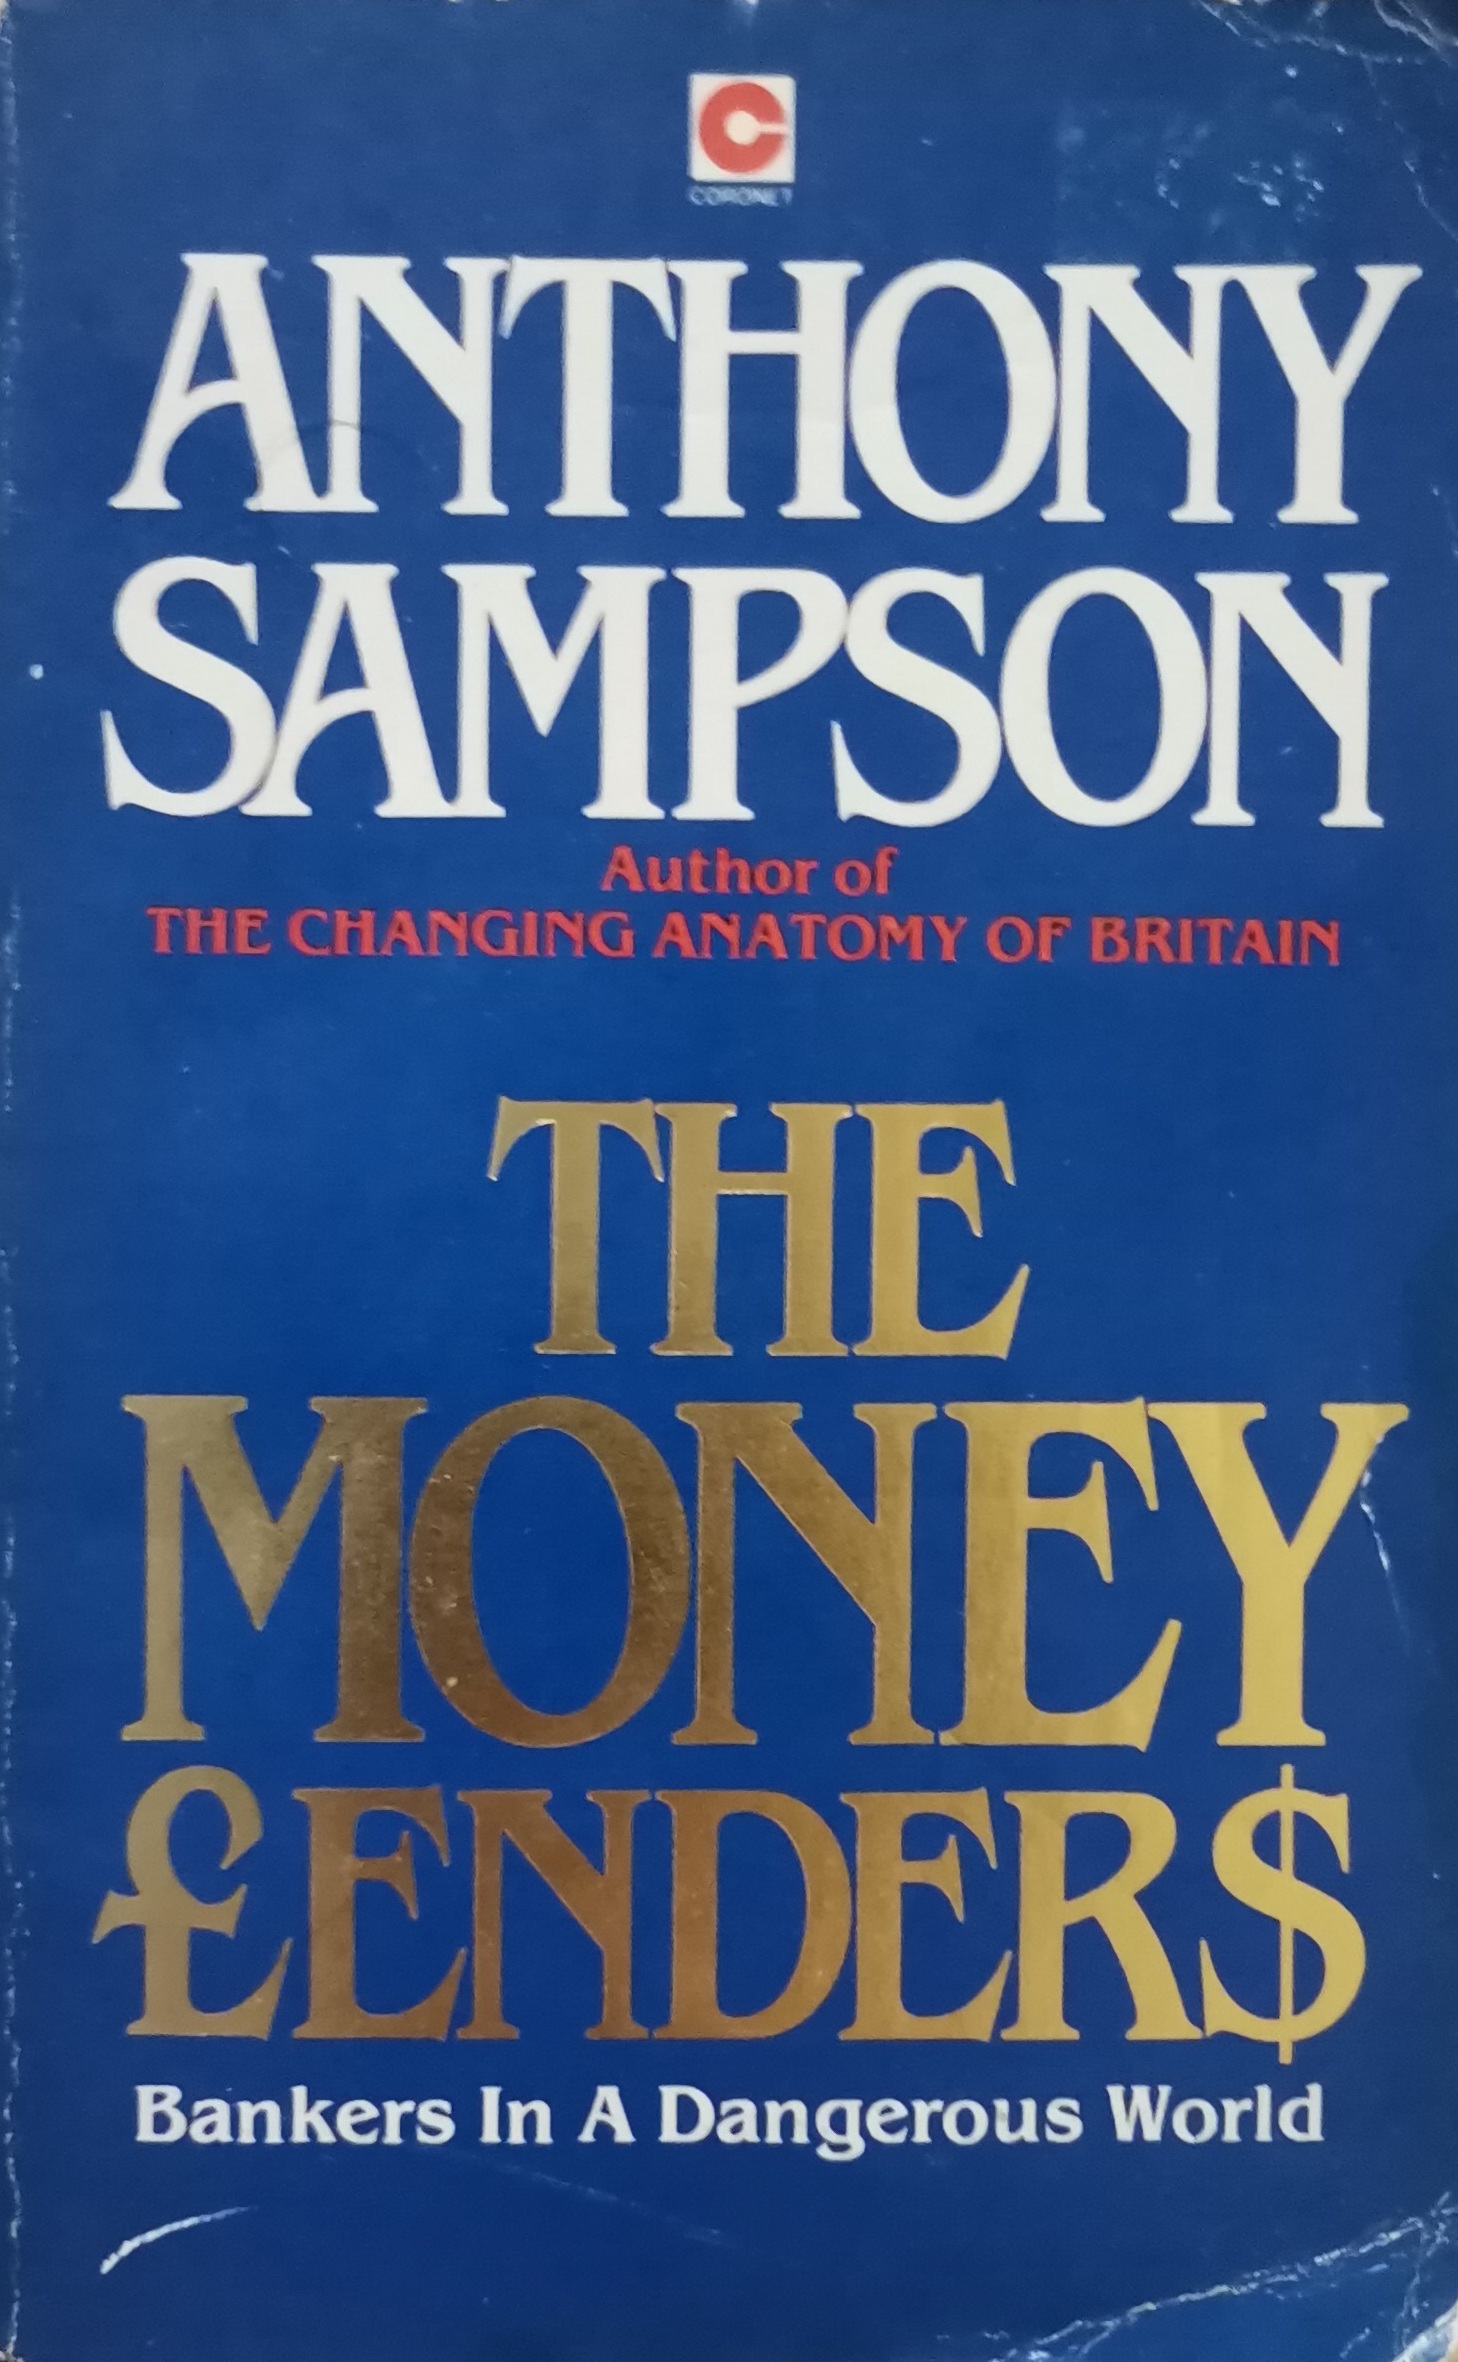 CORONET
ANTHONY
SAMPSON
Author of
THE CHANGING ANATOMY OF BRITAIN
THE
MONEY
£ENDER$
Bankers In A Dangerous World